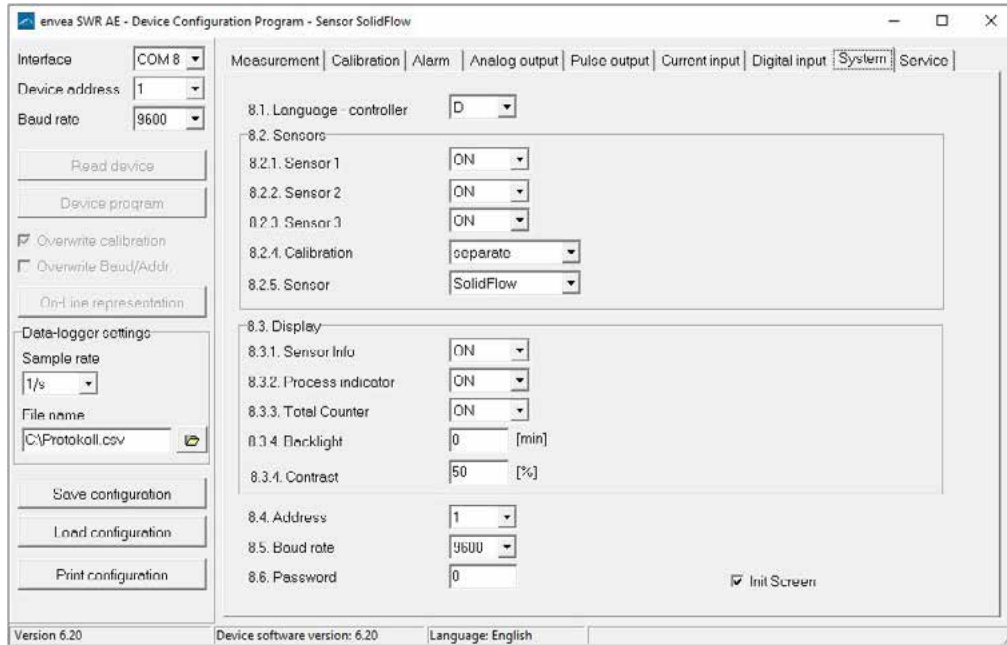 envea SWR AE - Device Configuration Program - Sensor SolidFlow
Interface COM 8
Device address 1
Baud rate 9600
Read device
Device program
Overwrite calibration
Overwrite Baud/Addr.
On-Line representation
Data-logger settings
Sample rate
1/s
File name
C:\Protokoll.csv
Save configuration
Load configuration
Print configuration
Measurement Calibration Alarm Analog output Pulse output Current input Digital input System Service
8.1. Language - controller D
8.2. Sensors
8.2.1. Sensor 1 ON
8.2.2. Sensor 2 ON
8.2.3. Sensor 3 ON
8.2.4. Calibration separate
8.2.5. Sensor SolidFlow
8.3. Display
8.3.1. Sensor Info ON
8.3.2. Process indicator ON
8.3.3. Total Counter ON
8.3.4. Backlight 0 [min]
8.3.4. Contrast 50 [%]
8.4. Address 1
8.5. Baud rate 9600
8.6. Password 0
Init Screen
Version 6.20 Device software version: 6.20 Language: English